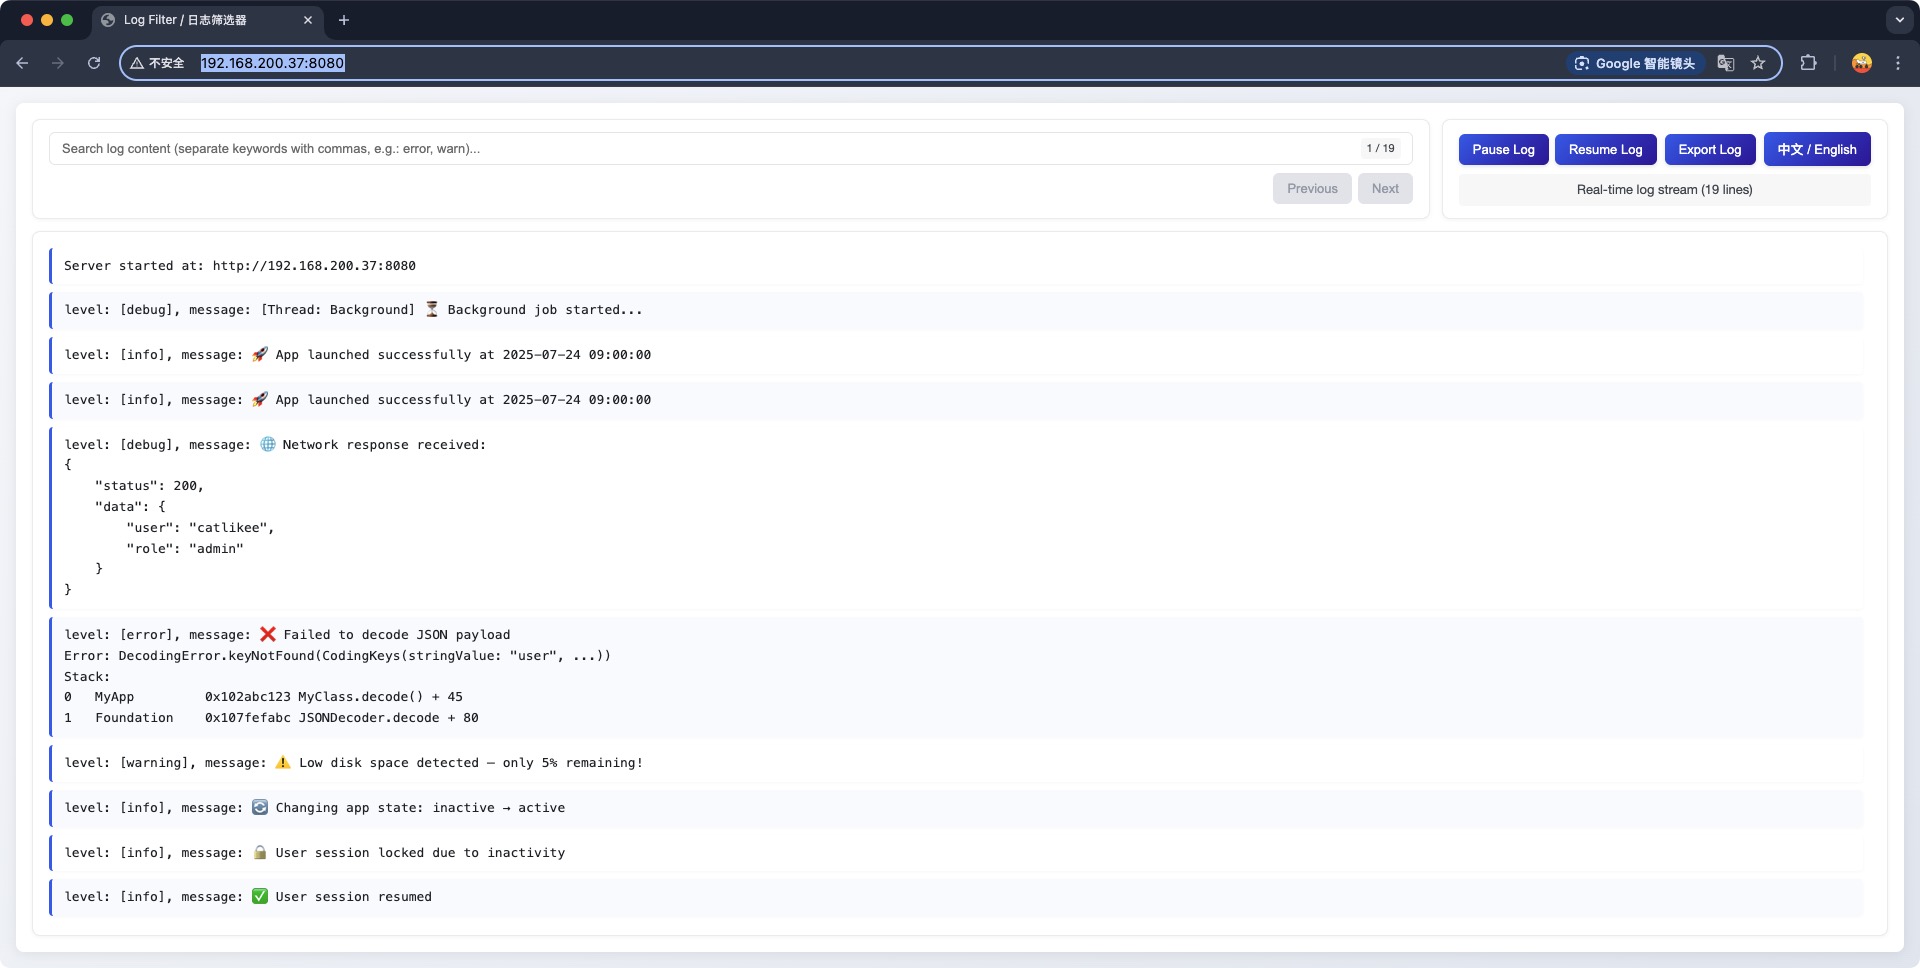 Log Filter / 日志筛选器
不安全 192.168.200.37:8080
Google 智能镜头
Search log content (separate keywords with commas, e.g.: error, warn)...
1 / 19
Previous Next
Pause Log Resume Log Export Log 中文 / English
Real-time log stream (19 lines)
Server started at: http://192.168.200.37:8080
level: [debug], message: [Thread: Background] ⏳ Background job started...
level: [info], message: 🚀 App launched successfully at 2025-07-24 09:00:00
level: [info], message: 🚀 App launched successfully at 2025-07-24 09:00:00
level: [debug], message: 🌐 Network response received:
{
    "status": 200,
    "data": {
        "user": "catlikee",
        "role": "admin"
    }
}
level: [error], message: ❌ Failed to decode JSON payload
Error: DecodingError.keyNotFound(CodingKeys(stringValue: "user", ...))
Stack:
0   MyApp         0x102abc123 MyClass.decode() + 45
1   Foundation    0x107fefabc JSONDecoder.decode + 80
level: [warning], message: ⚠️ Low disk space detected — only 5% remaining!
level: [info], message: 🔄 Changing app state: inactive → active
level: [info], message: 🔒 User session locked due to inactivity
level: [info], message: ✅ User session resumed